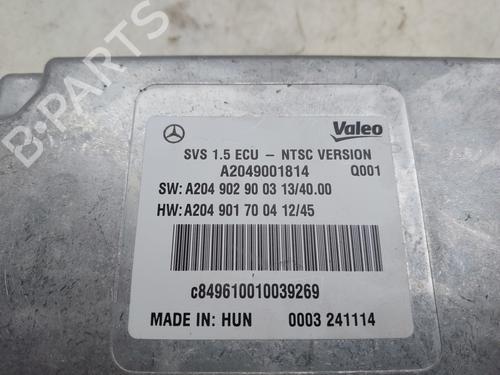 B-PARTS
Valeo
SVS 1.5 ECU – NTSC VERSION
A2049001814 Q001
SW: A204 902 90 03 13/40.00
HW: A204 901 70 04 12/45
c849610010039269
MADE IN: HUN 0003 241114